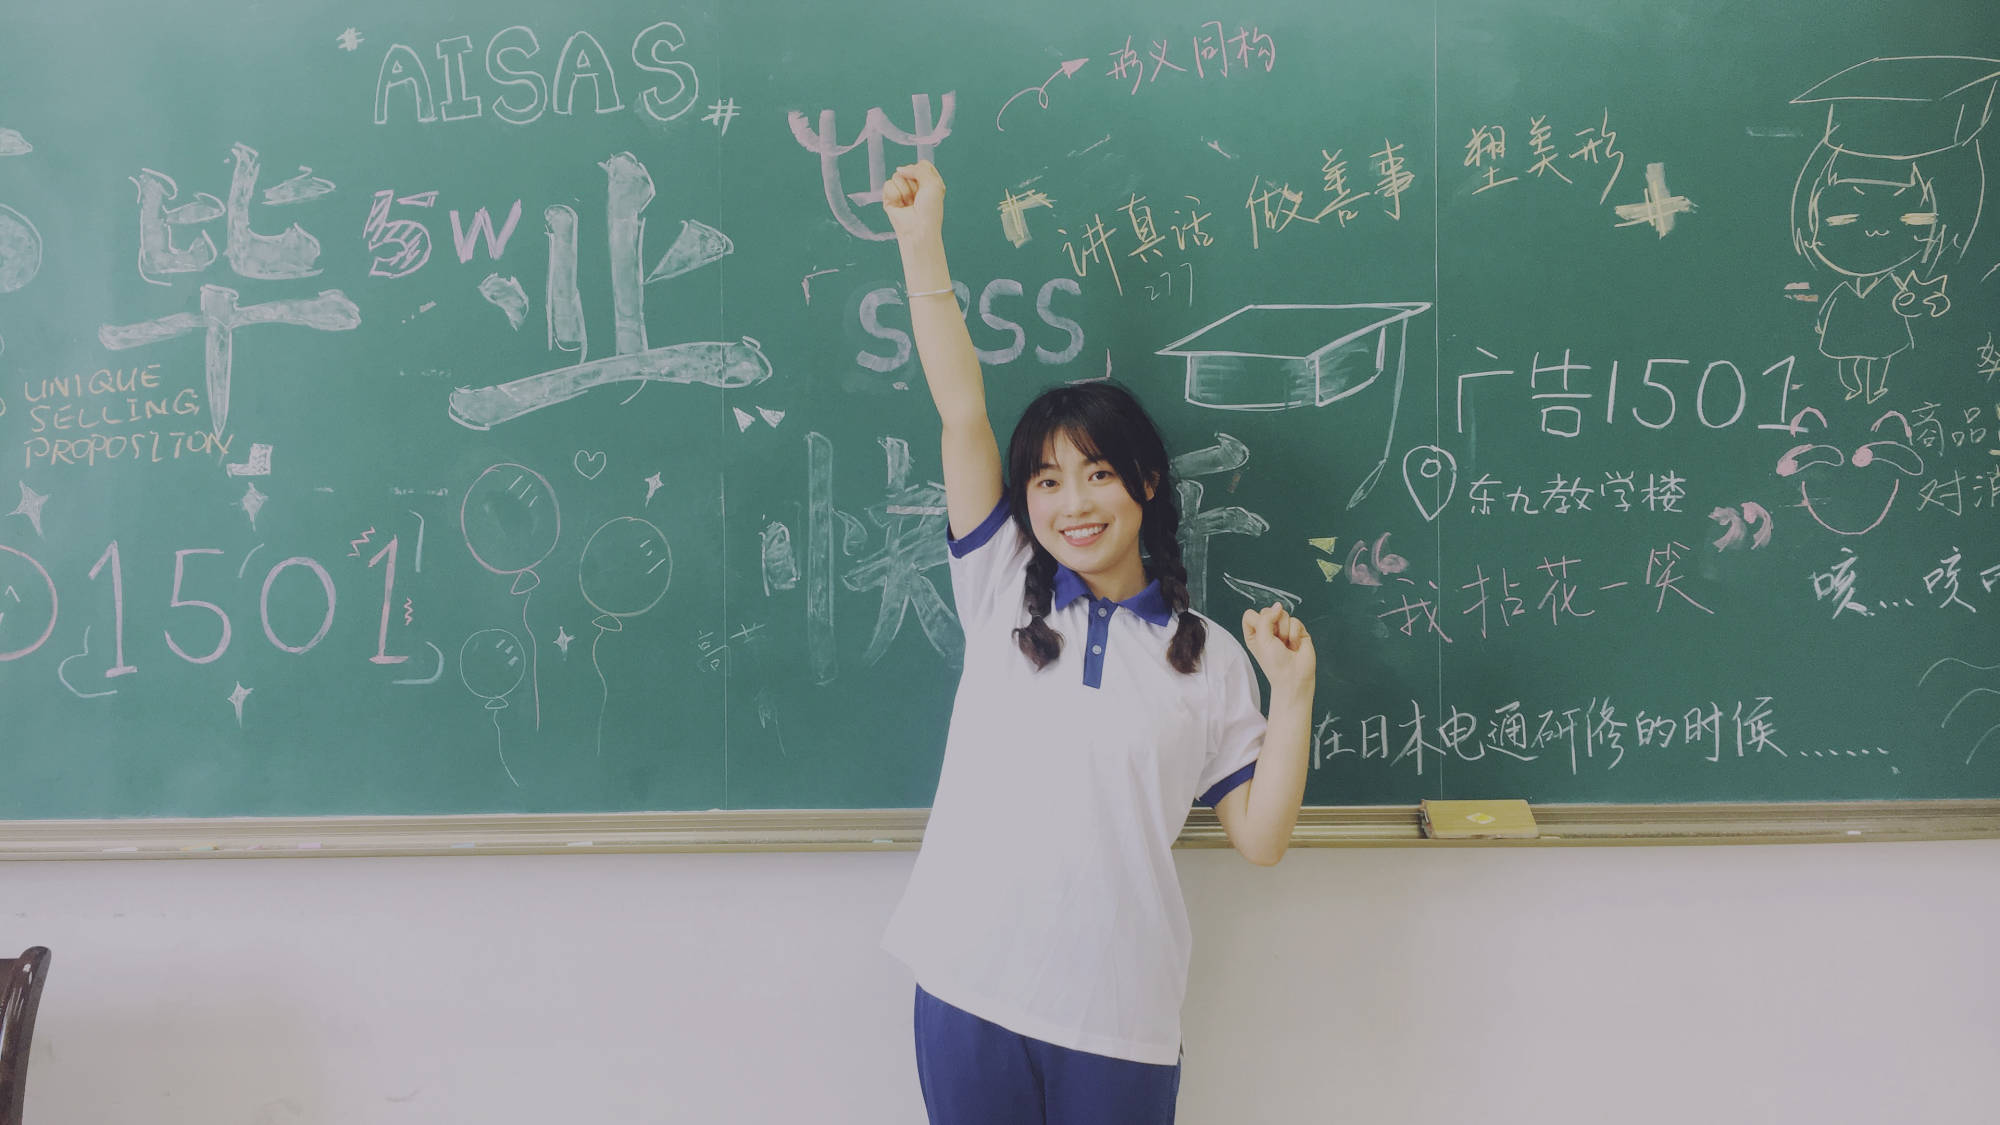 #AISAS#
形义同构
#讲真话 做善事 塑美形#
277
毕业
5W
「SPSS」
UNIQUE
SELLING
PROPOSITION
广告1501
东九教学楼
商品
对消
快乐
1501
“我拈花一笑”
咳...咳
在日本电通研修的时候......